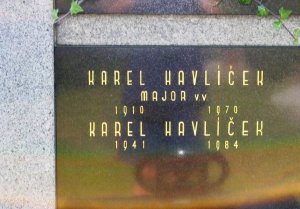 KAREL HAVLÍČEK
MAJOR VV
1910 1970
KAREL HAVLÍČEK
1941 1984